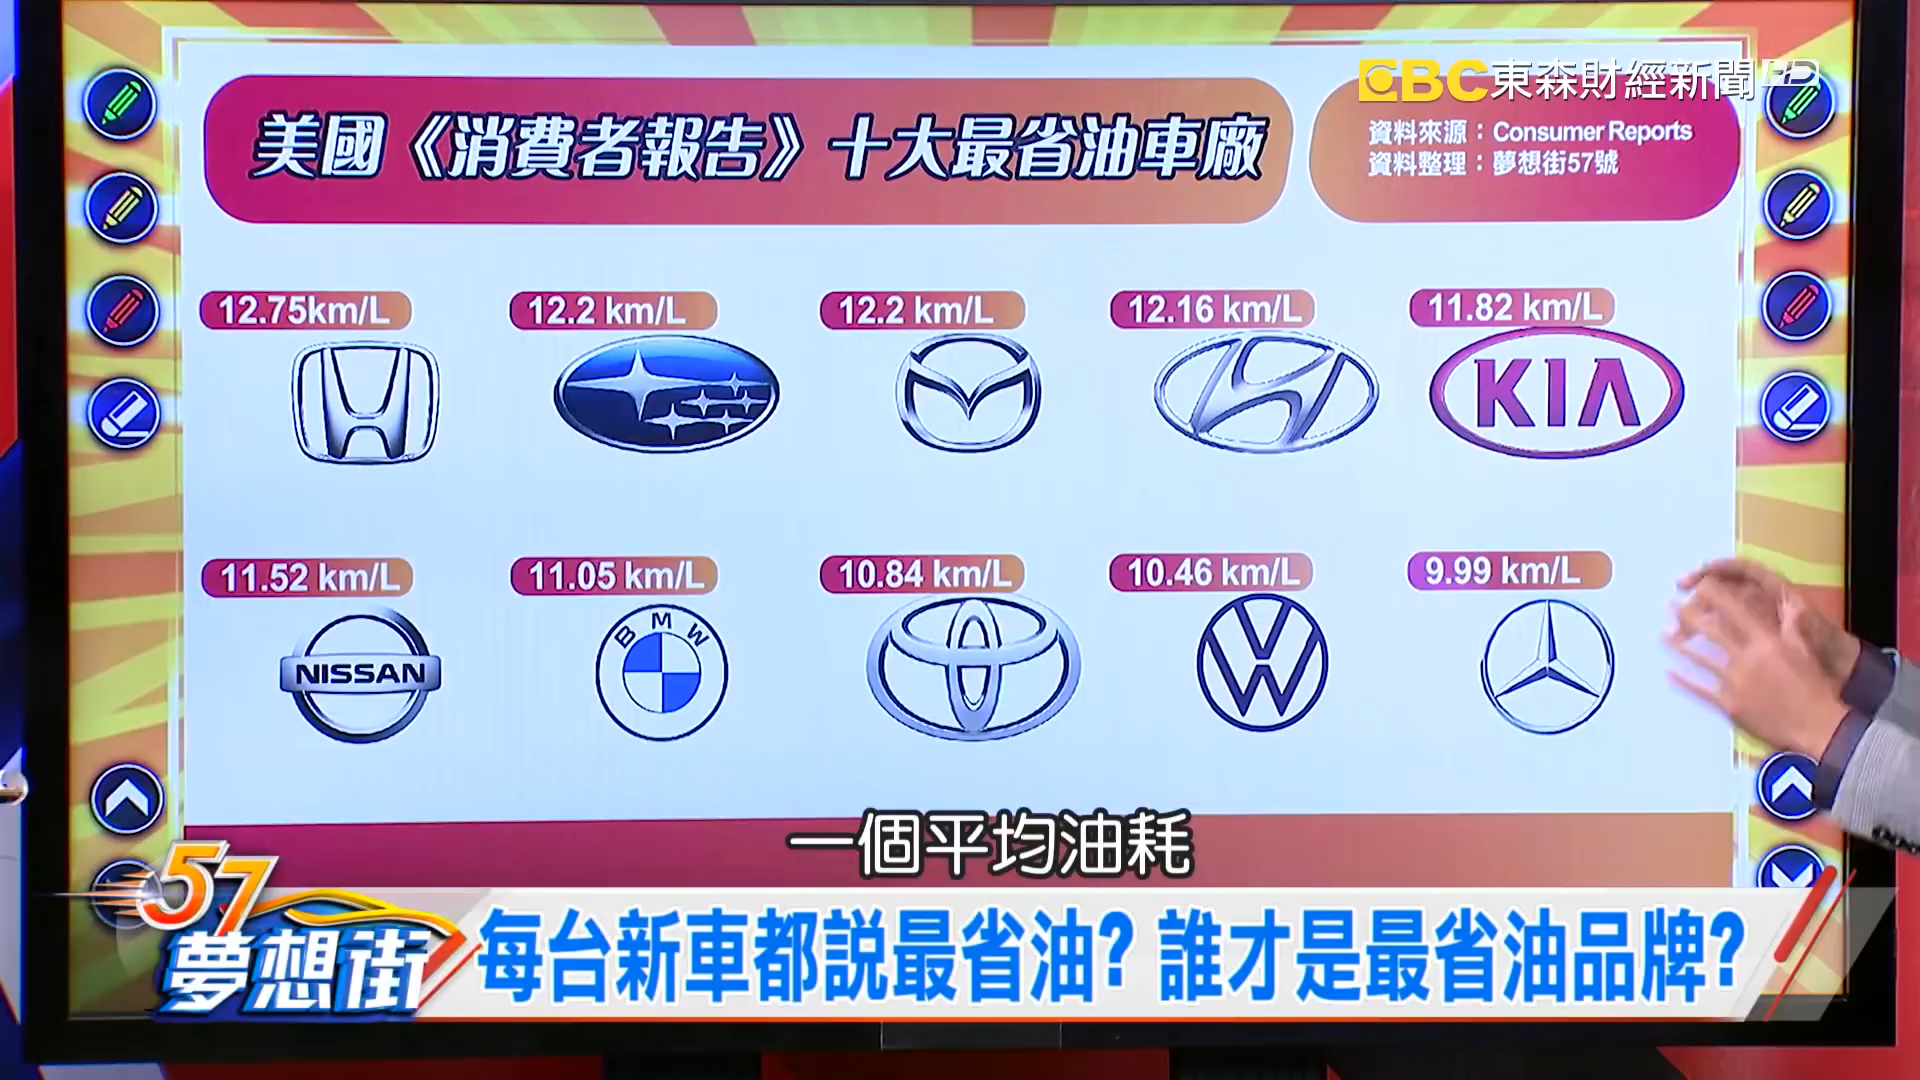 EBC東森財經新聞HD
美國《消費者報告》十大最省油車廠
資料來源：Consumer Reports
資料整理：夢想街57號
12.75km/L
12.2 km/L
12.2 km/L
12.16 km/L
11.82 km/L
KIA
11.52 km/L
11.05 km/L
10.84 km/L
10.46 km/L
9.99 km/L
NISSAN
BMW
一個平均油耗
57
夢想街
每台新車都説最省油? 誰才是最省油品牌?